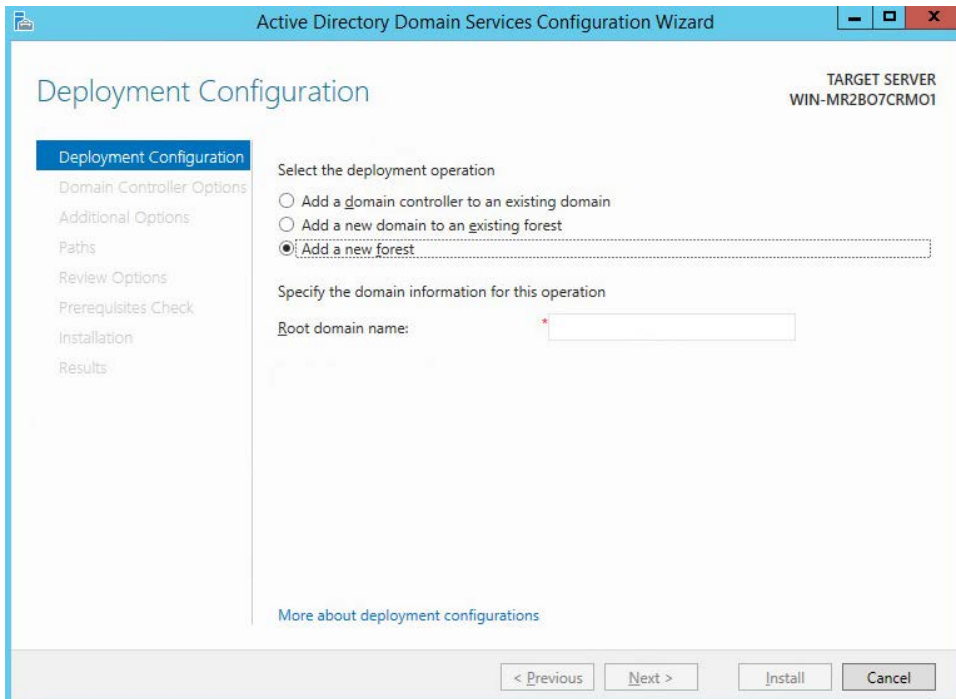 Active Directory Domain Services Configuration Wizard
Deployment Configuration
TARGET SERVER
WIN-MR2BO7CRMO1
Deployment Configuration
Domain Controller Options
Additional Options
Paths
Review Options
Prerequisites Check
Installation
Results
Select the deployment operation
Add a domain controller to an existing domain
Add a new domain to an existing forest
Add a new forest
Specify the domain information for this operation
Root domain name:
*
More about deployment configurations
< Previous
Next >
Install
Cancel